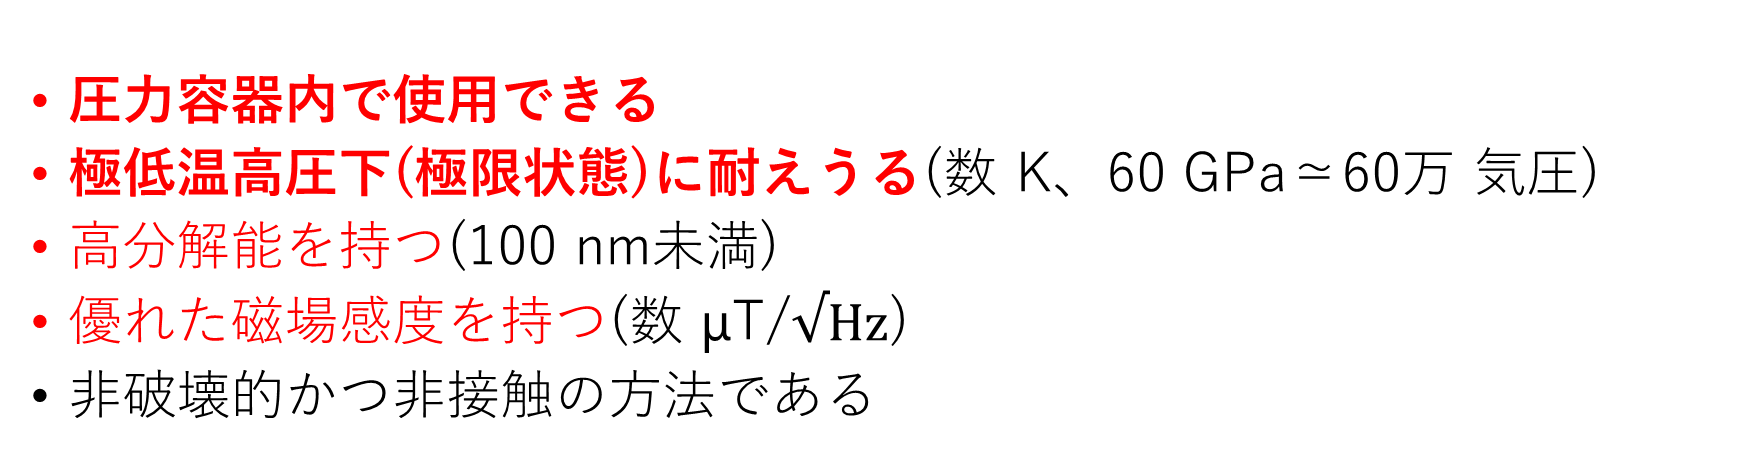 • 圧力容器内で使用できる
• 極低温高圧下(極限状態)に耐えうる(数 K、60 GPa≃60万 気圧)
• 高分解能を持つ(100 nm未満)
• 優れた磁場感度を持つ(数 μT/√Hz)
• 非破壊的かつ非接触の方法である